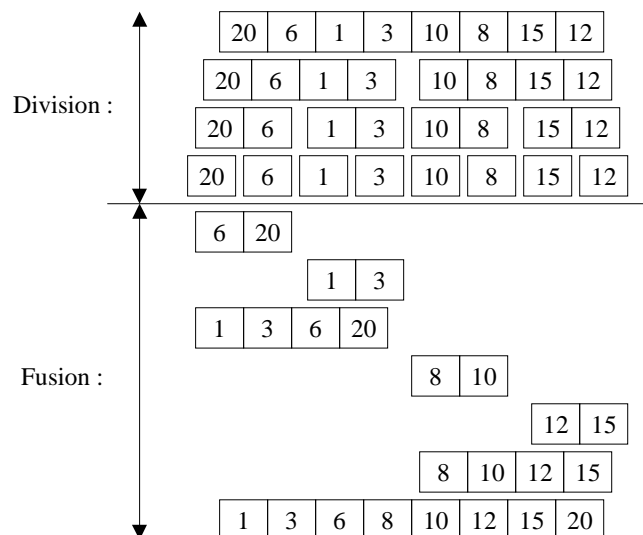 20 6 1 3 10 8 15 12
20 6 1 3 10 8 15 12
Division :
20 6 1 3 10 8 15 12
20 6 1 3 10 8 15 12
6 20
1 3
1 3 6 20
Fusion :
8 10
12 15
8 10 12 15
1 3 6 8 10 12 15 20